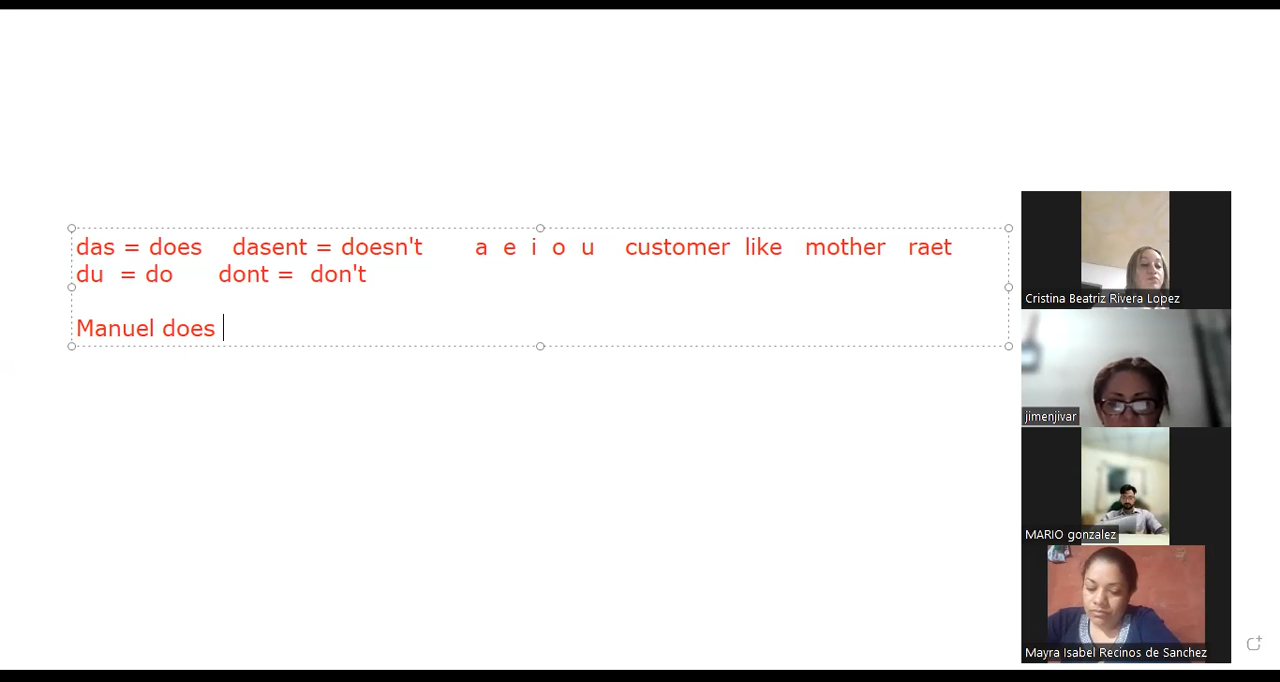 das = does dasent = doesn't a e i o u customer like mother raet
du = do dont = don't
Manuel does
Cristina Beatriz Rivera Lopez
jimenjivar
MARIO gonzalez
Mayra Isabel Recinos de Sanchez